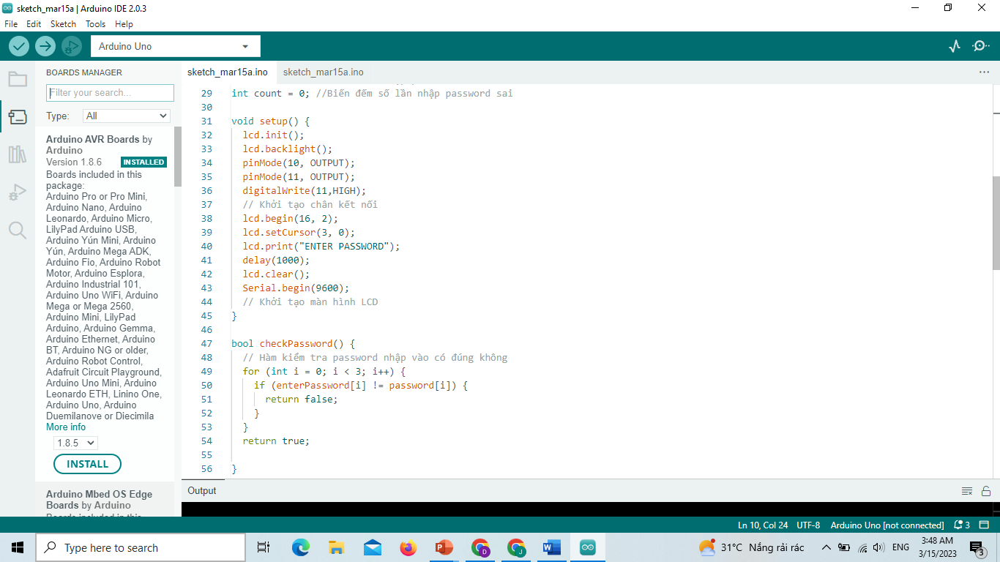 sketch_mar15a | Arduino IDE 2.0.3
File Edit Sketch Tools Help
Arduino Uno
BOARDS MANAGER
Filter your search...
Type: All
Arduino AVR Boards by
Arduino
Version 1.8.6 INSTALLED
Boards included in this
package:
Arduino Pro or Pro Mini,
Arduino Nano, Arduino
Leonardo, Arduino Micro,
LilyPad Arduino USB,
Arduino Yún Mini, Arduino
Yún, Arduino Mega ADK,
Arduino Fio, Arduino Robot
Motor, Arduino Esplora,
Arduino Industrial 101,
Arduino Uno WiFi, Arduino
Mega or Mega 2560,
Arduino Mini, LilyPad
Arduino, Arduino Gemma,
Arduino Ethernet, Arduino
BT, Arduino NG or older,
Arduino Robot Control,
Adafruit Circuit Playground,
Arduino Uno Mini, Arduino
Leonardo ETH, Linino One,
Arduino Uno, Arduino
Duemilanove or Diecimila
More info
1.8.5
INSTALL
Arduino Mbed OS Edge
Boards by Arduino
Boards included in this
sketch_mar15a.ino sketch_mar15a.ino
29 int count = 0; //Biến đếm số lần nhập password sai
30
31 void setup() {
32 lcd.init();
33 lcd.backlight();
34 pinMode(10, OUTPUT);
35 pinMode(11, OUTPUT);
36 digitalWrite(11,HIGH);
37 // Khởi tạo chân kết nối
38 lcd.begin(16, 2);
39 lcd.setCursor(3, 0);
40 lcd.print("ENTER PASSWORD");
41 delay(1000);
42 lcd.clear();
43 Serial.begin(9600);
44 // Khởi tạo màn hình LCD
45 }
46
47 bool checkPassword() {
48 // Hàm kiểm tra password nhập vào có đúng không
49 for (int i = 0; i < 3; i++) {
50 if (enterPassword[i] != password[i]) {
51 return false;
52 }
53 }
54 return true;
55
56 }
Output
Ln 10, Col 24 UTF-8 Arduino Uno [not connected] 3
Type here to search
31°C Nắng rải rác
ENG
3:48 AM
3/15/2023
3